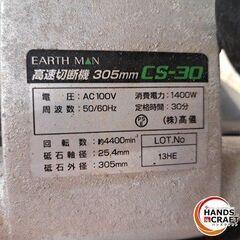 EARTH MAN
高速切断機 305mm CS-30
電圧：AC100V 消費電力：1400W
周波数：50/60Hz 定格時間：30分
PSE ㈱高儀
回転数：約4400min⁻¹
砥石軸径：25.4mm
砥石外径：305mm
LOT.No
13HE
HANDS CRAFT